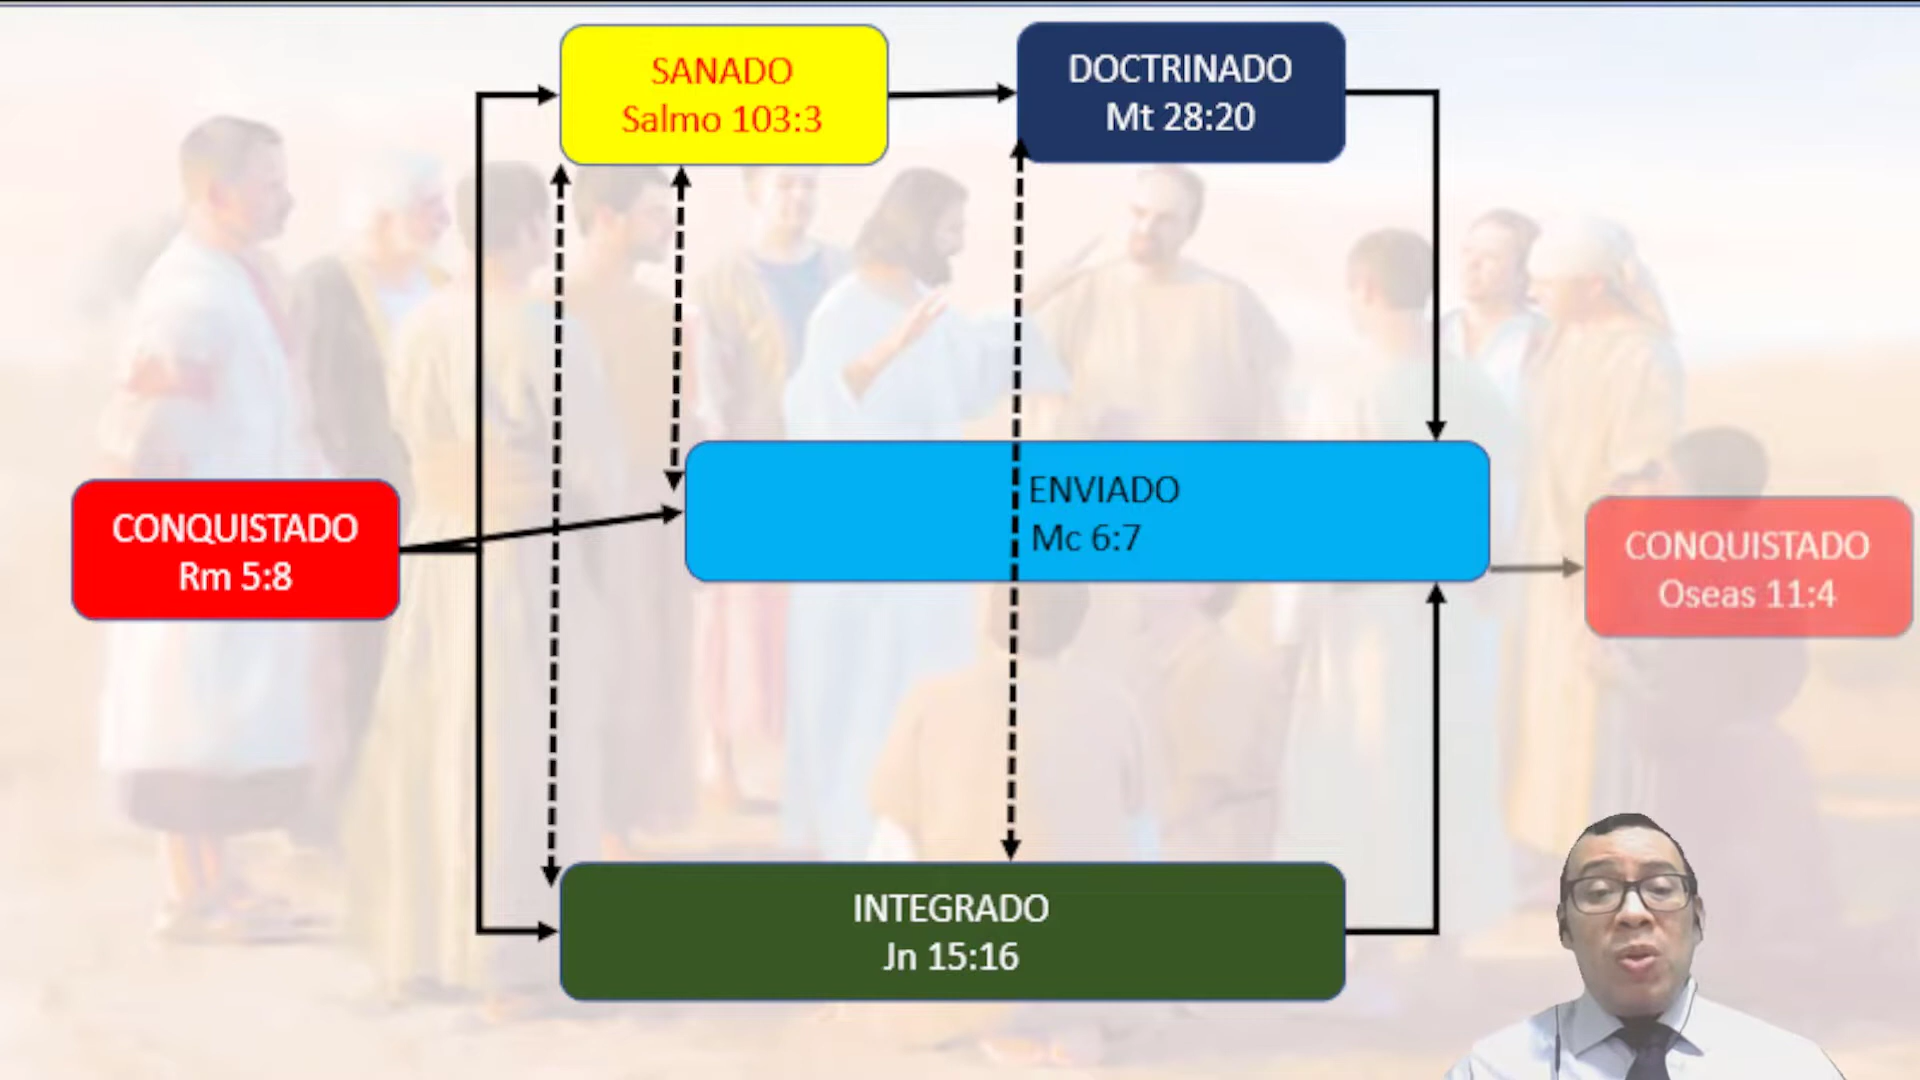 SANADO
Salmo 103:3
DOCTRINADO
Mt 28:20
CONQUISTADO
Rm 5:8
ENVIADO
Mc 6:7
CONQUISTADO
Oseas 11:4
INTEGRADO
Jn 15:16